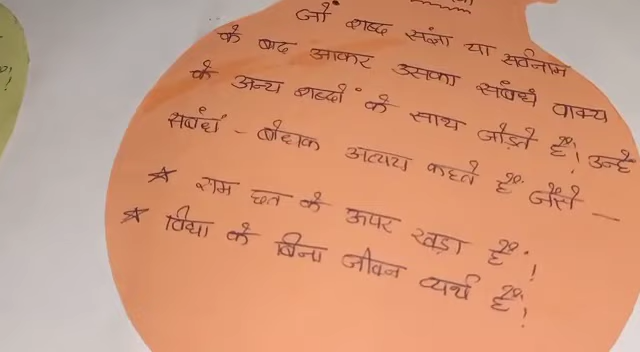 जो शब्द संज्ञा या सर्वनाम
के बाद आकर उसका संबंध वाक्य
के अन्य शब्दों के साथ जोड़ते हैं! उन्हें
संबंध - बोधक अव्यय कहते हैं जैसे -
★ राम छत के ऊपर खड़ा हैं!
★ विद्या के बिना जीवन व्यर्थ हैं!